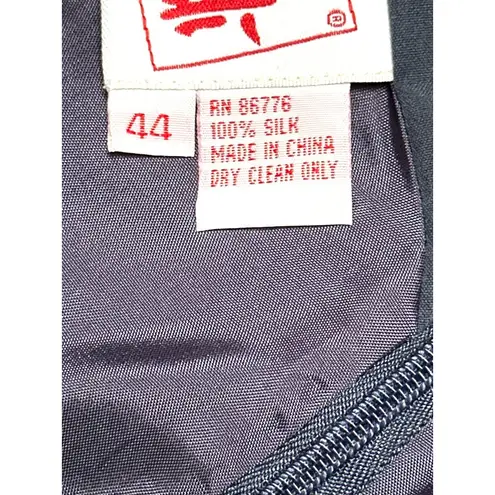 ®
44
RN 86776
100% SILK
MADE IN CHINA
DRY CLEAN ONLY